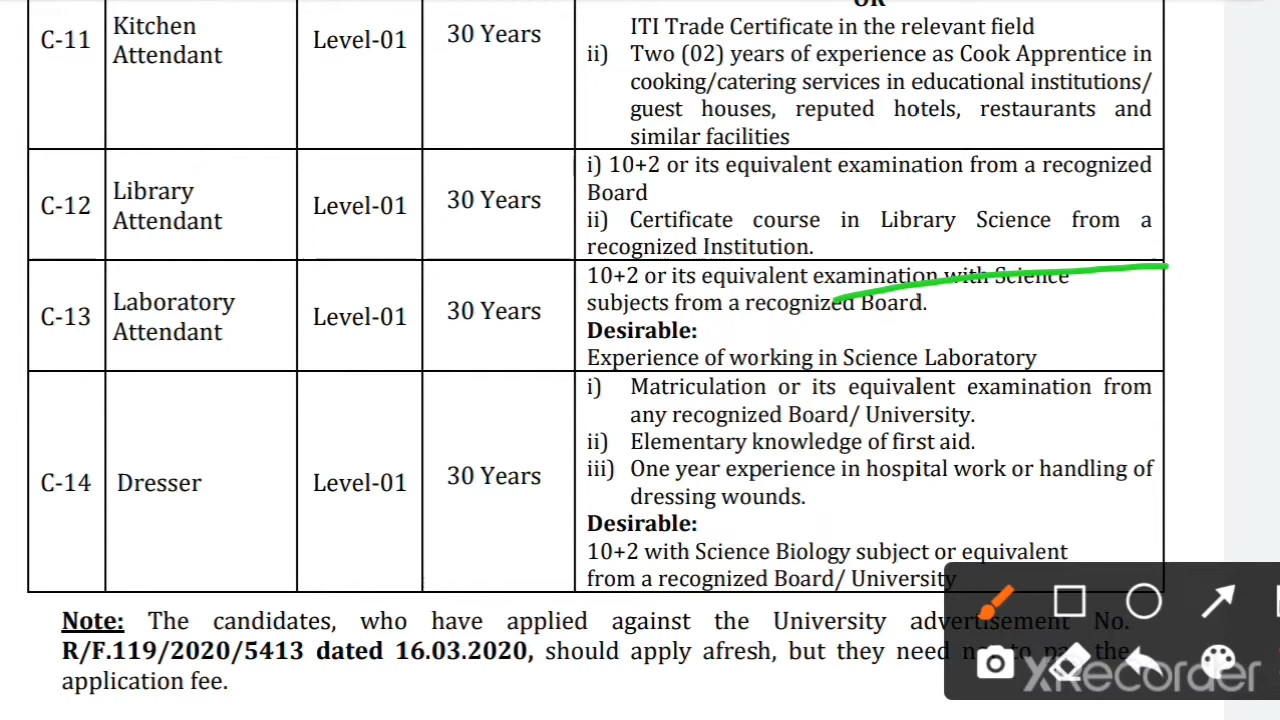 OR
C-11 Kitchen Attendant Level-01 30 Years
ITI Trade Certificate in the relevant field
ii) Two (02) years of experience as Cook Apprentice in
cooking/catering services in educational institutions/
guest houses, reputed hotels, restaurants and
similar facilities
C-12 Library Attendant Level-01 30 Years
i) 10+2 or its equivalent examination from a recognized
Board
ii) Certificate course in Library Science from a
recognized Institution.
C-13 Laboratory Attendant Level-01 30 Years
10+2 or its equivalent examination with Science
subjects from a recognized Board.
Desirable:
Experience of working in Science Laboratory
C-14 Dresser Level-01 30 Years
i) Matriculation or its equivalent examination from
any recognized Board/ University.
ii) Elementary knowledge of first aid.
iii) One year experience in hospital work or handling of
dressing wounds.
Desirable:
10+2 with Science Biology subject or equivalent
from a recognized Board/ University
Note: The candidates, who have applied against the University advertisement No.
R/F.119/2020/5413 dated 16.03.2020, should apply afresh, but they need not to pay the
application fee.
XRecorder